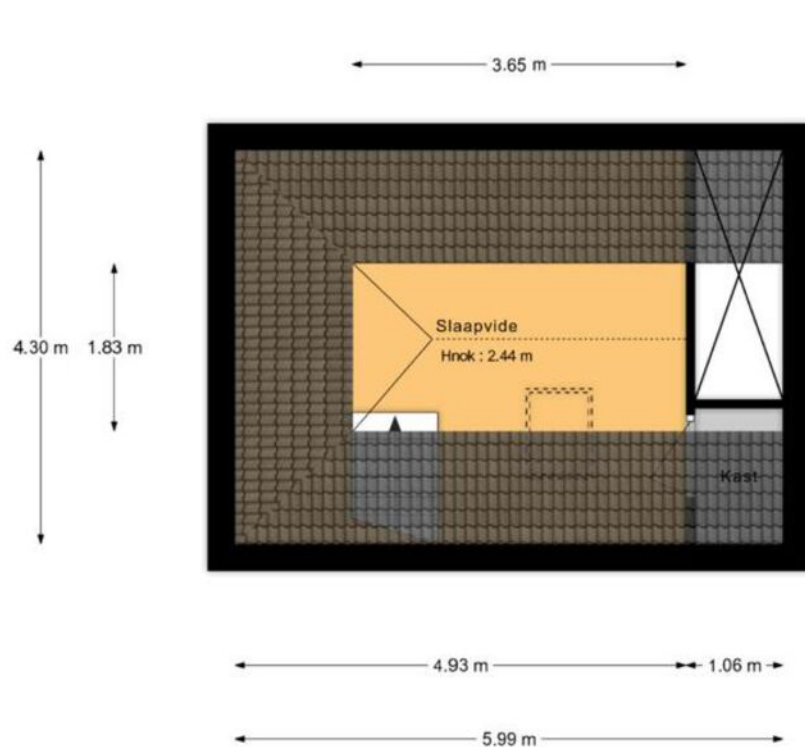 3.65 m
4.30 m
1.83 m
Slaapvide
Hnok : 2.44 m
Kast
4.93 m
1.06 m
5.99 m